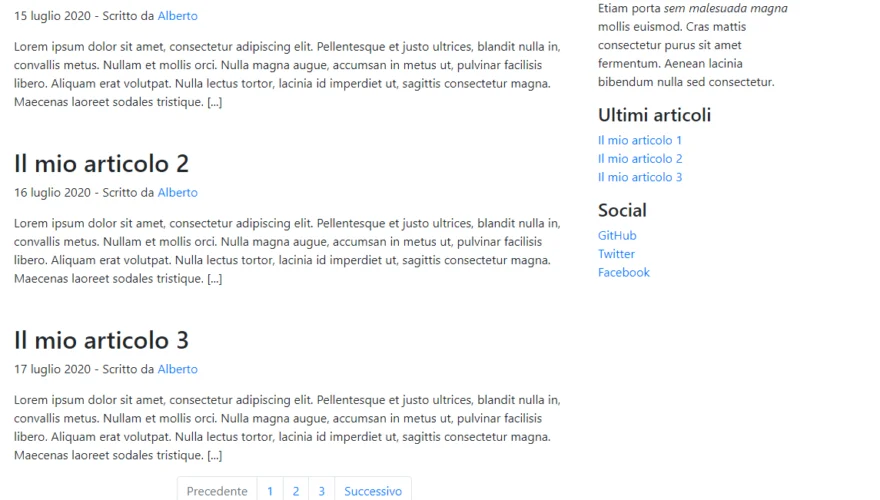 15 luglio 2020 - Scritto da Alberto
Lorem ipsum dolor sit amet, consectetur adipiscing elit. Pellentesque et justo ultrices, blandit nulla in,
convallis metus. Nullam et mollis orci. Nulla magna augue, accumsan in metus ut, pulvinar facilisis
libero. Aliquam erat volutpat. Nulla lectus tortor, lacinia id imperdiet ut, sagittis consectetur magna.
Maecenas laoreet sodales tristique. [...]
Il mio articolo 2
16 luglio 2020 - Scritto da Alberto
Lorem ipsum dolor sit amet, consectetur adipiscing elit. Pellentesque et justo ultrices, blandit nulla in,
convallis metus. Nullam et mollis orci. Nulla magna augue, accumsan in metus ut, pulvinar facilisis
libero. Aliquam erat volutpat. Nulla lectus tortor, lacinia id imperdiet ut, sagittis consectetur magna.
Maecenas laoreet sodales tristique. [...]
Il mio articolo 3
17 luglio 2020 - Scritto da Alberto
Lorem ipsum dolor sit amet, consectetur adipiscing elit. Pellentesque et justo ultrices, blandit nulla in,
convallis metus. Nullam et mollis orci. Nulla magna augue, accumsan in metus ut, pulvinar facilisis
libero. Aliquam erat volutpat. Nulla lectus tortor, lacinia id imperdiet ut, sagittis consectetur magna.
Maecenas laoreet sodales tristique. [...]
Precedente 1 2 3 Successivo
Etiam porta sem malesuada magna
mollis euismod. Cras mattis
consectetur purus sit amet
fermentum. Aenean lacinia
bibendum nulla sed consectetur.
Ultimi articoli
Il mio articolo 1
Il mio articolo 2
Il mio articolo 3
Social
GitHub
Twitter
Facebook